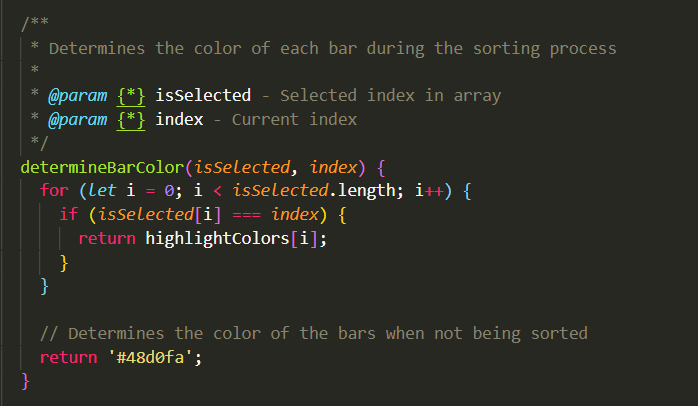 /**
 * Determines the color of each bar during the sorting process
 *
 * @param {*} isSelected - Selected index in array
 * @param {*} index - Current index
 */
determineBarColor(isSelected, index) {
  for (let i = 0; i < isSelected.length; i++) {
    if (isSelected[i] === index) {
      return highlightColors[i];
    }
  }

  // Determines the color of the bars when not being sorted
  return '#48d0fa';
}